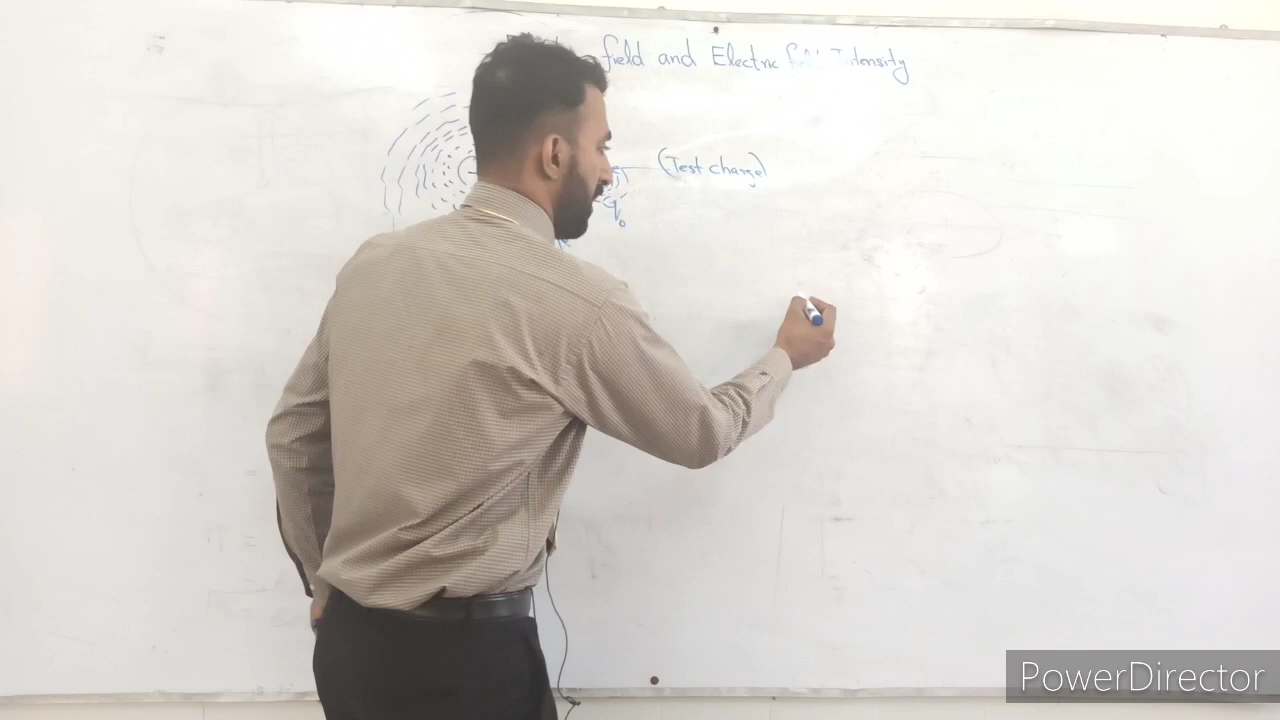 field and Electric field Intensity
(Test charge)
q₀
PowerDirector